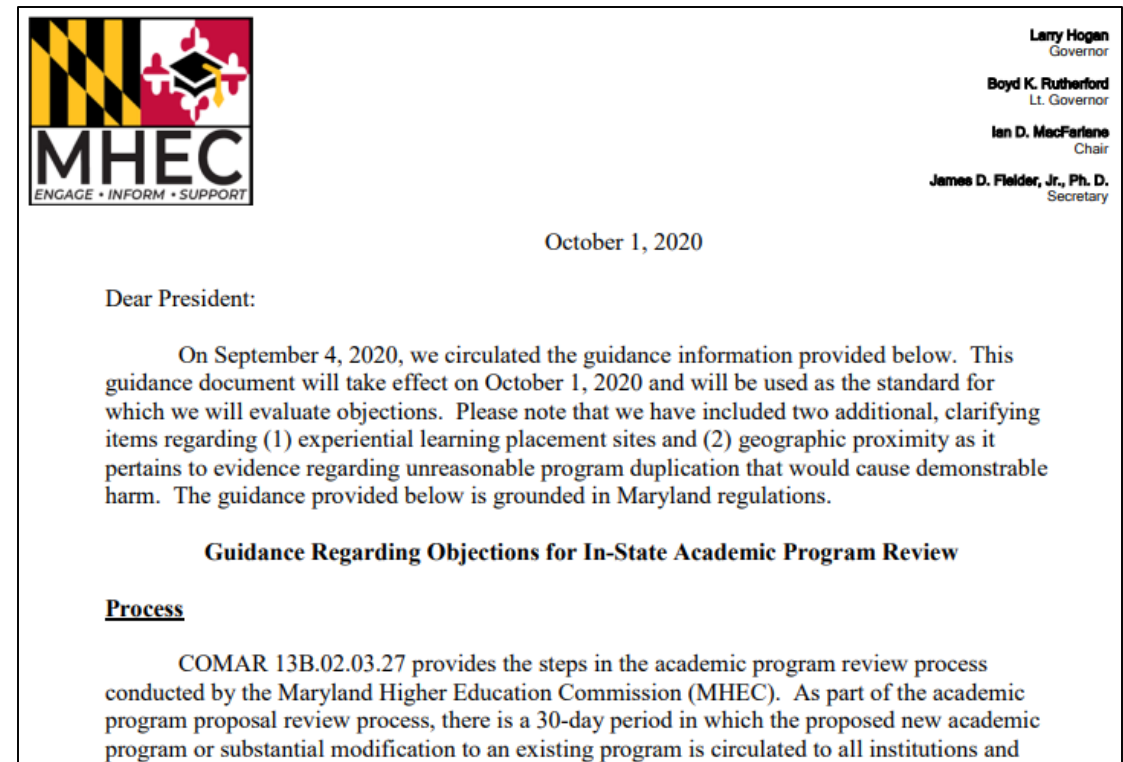 MHEC
ENGAGE • INFORM • SUPPORT
Larry Hogan
Governor
Boyd K. Rutherford
Lt. Governor
Ian D. MacFarlane
Chair
James D. Fielder, Jr., Ph. D.
Secretary
October 1, 2020
Dear President:
On September 4, 2020, we circulated the guidance information provided below.  This
guidance document will take effect on October 1, 2020 and will be used as the standard for
which we will evaluate objections.  Please note that we have included two additional, clarifying
items regarding (1) experiential learning placement sites and (2) geographic proximity as it
pertains to evidence regarding unreasonable program duplication that would cause demonstrable
harm.  The guidance provided below is grounded in Maryland regulations.
Guidance Regarding Objections for In-State Academic Program Review
Process
COMAR 13B.02.03.27 provides the steps in the academic program review process
conducted by the Maryland Higher Education Commission (MHEC).  As part of the academic
program proposal review process, there is a 30-day period in which the proposed new academic
program or substantial modification to an existing program is circulated to all institutions and